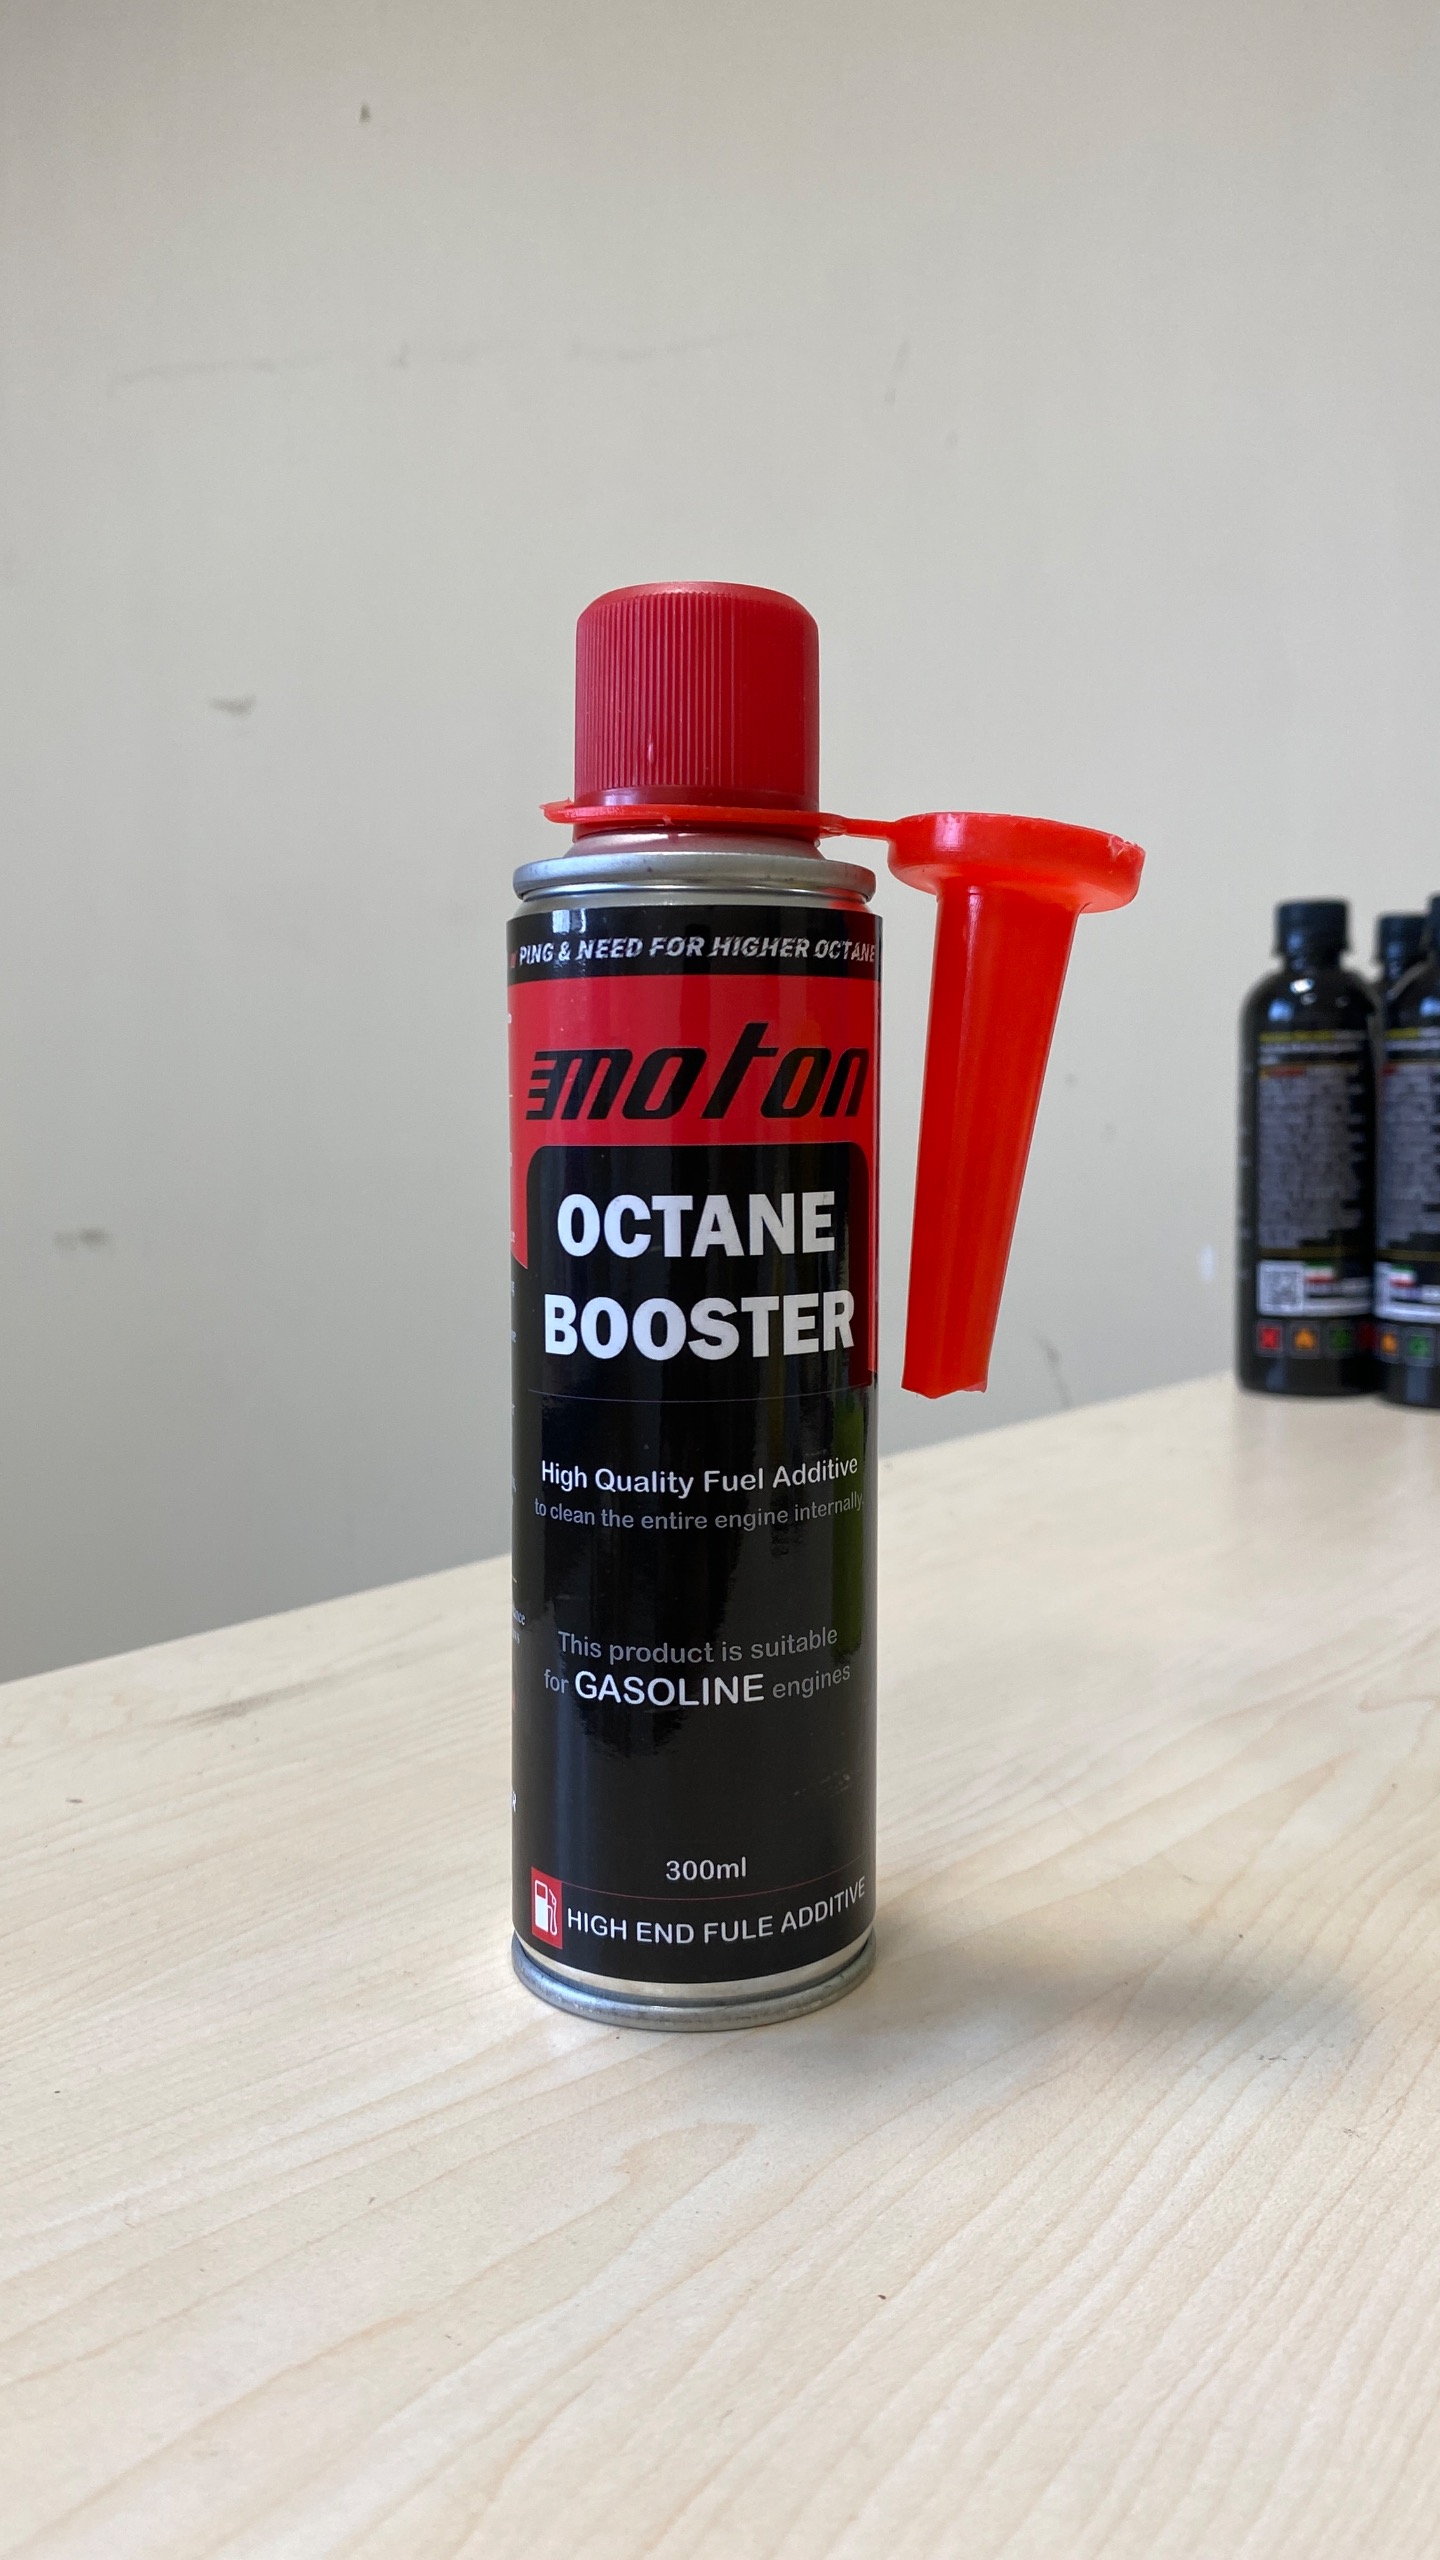 PING & NEED FOR HIGHER OCTANE
moton
OCTANE
BOOSTER
High Quality Fuel Additive
to clean the entire engine internally,
This product is suitable
for GASOLINE engines
300ml
HIGH END FULE ADDITIVE